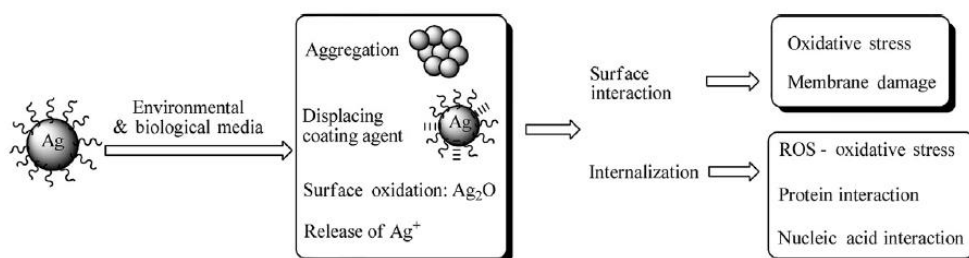 Ag
Environmental
& biological media
Aggregation
Displacing
coating agent
Ag
Surface oxidation: Ag₂O
Release of Ag⁺
Surface
interaction
Internalization
Oxidative stress
Membrane damage
ROS - oxidative stress
Protein interaction
Nucleic acid interaction